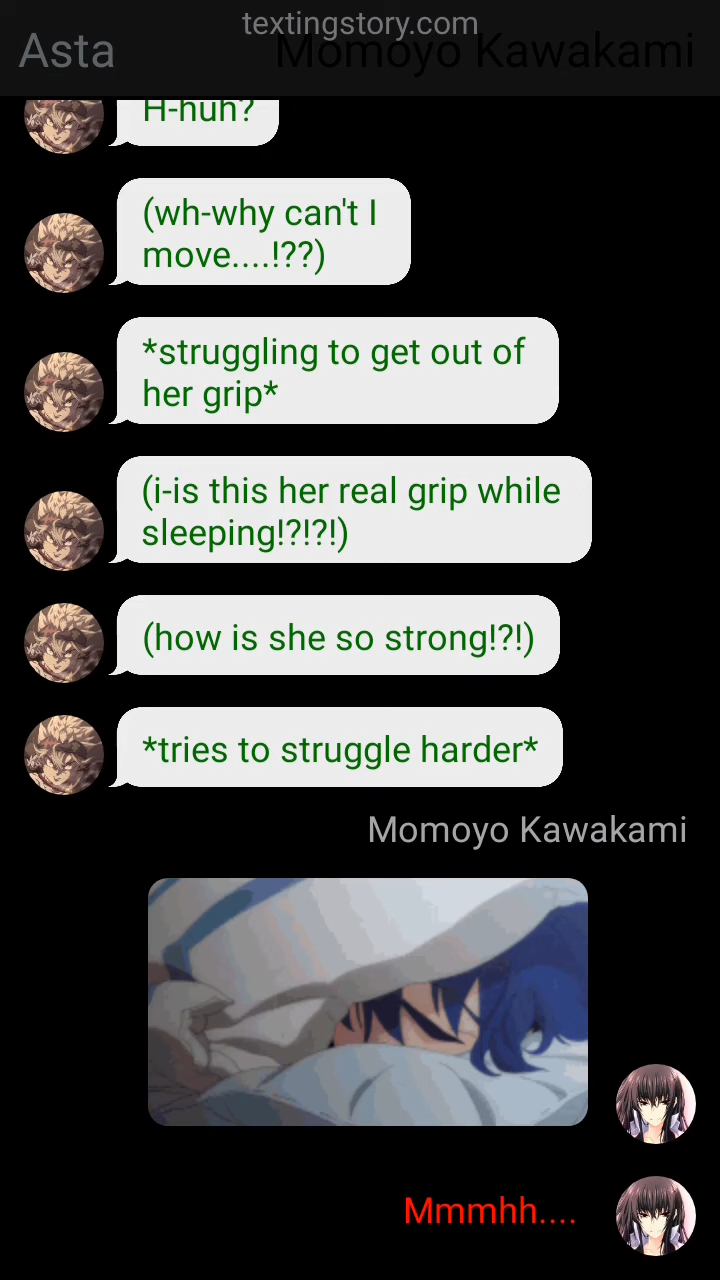 textingstory.com
Asta
Momoyo Kawakami
H-huh?
(wh-why can't I
move....!??)
*struggling to get out of
her grip*
(i-is this her real grip while
sleeping!?!?!)
(how is she so strong!?!)
*tries to struggle harder*
Momoyo Kawakami
Mmmhh....